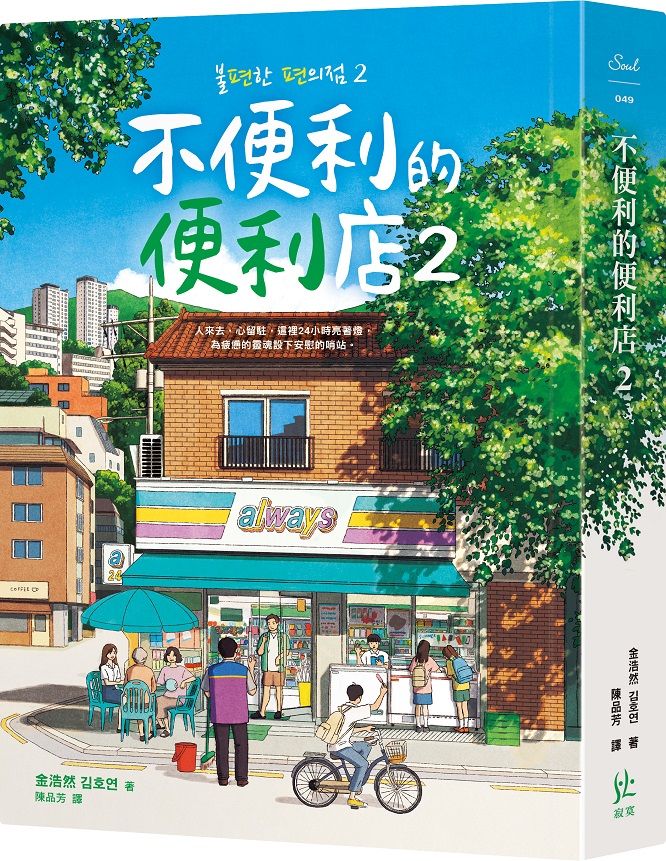 불편한 편의점 2
不便利的
便利店2
人來去、心留駐，這裡24小時亮著燈，
為疲憊的靈魂設下安慰的哨站。
always
a
24
COFFEE
金浩然 김호연 著
陳品芳 譯
Soul
049
不便利的便利店 2
金浩然 김호연 著
陳品芳 譯
寂寞